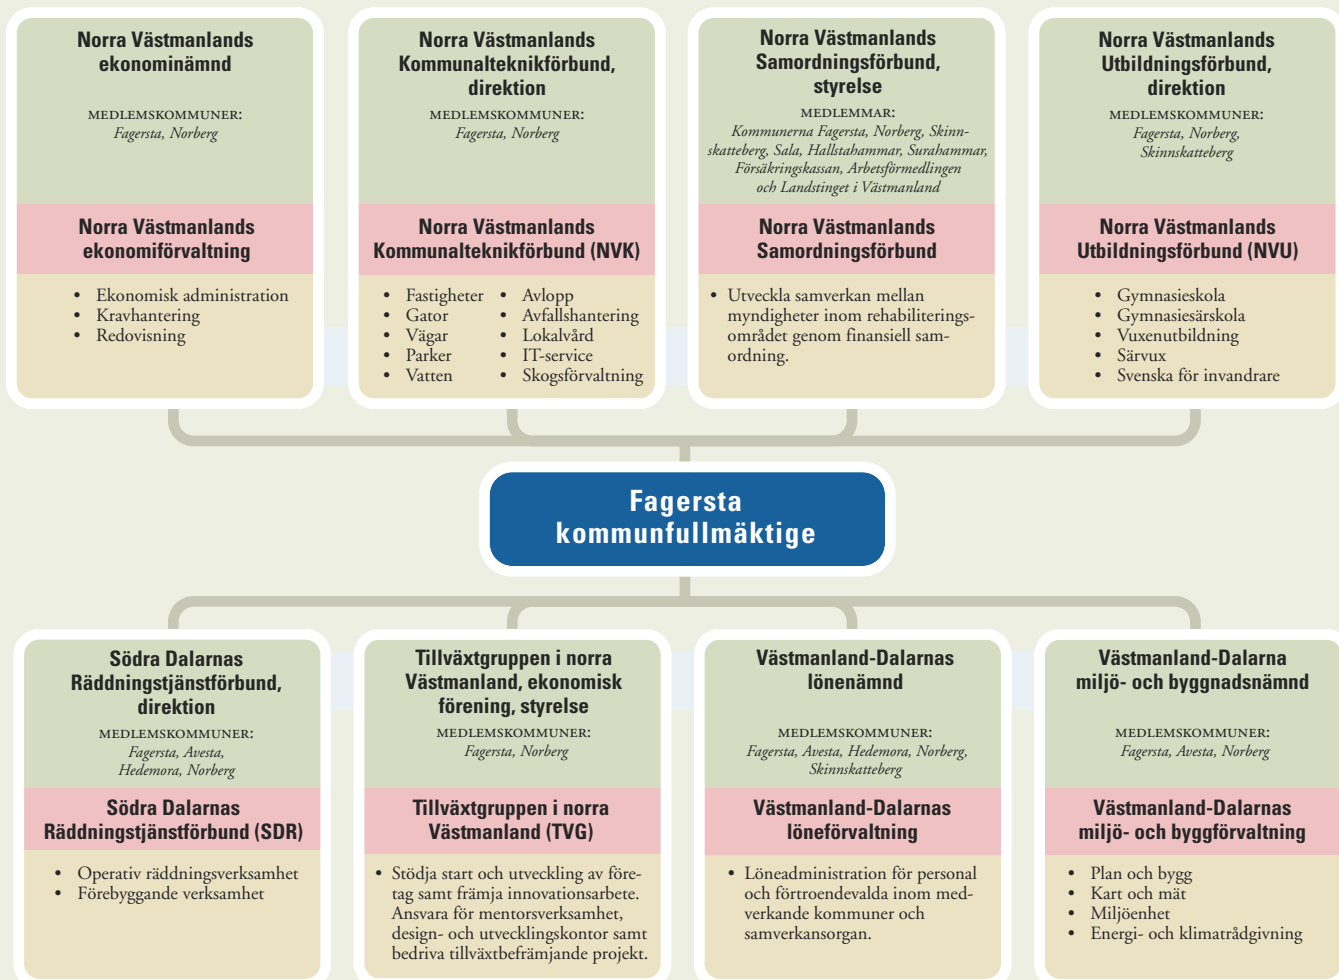 Norra Västmanlands
ekonominämnd
MEDLEMSKOMMUNER:
Fagersta, Norberg
Norra Västmanlands
ekonomiförvaltning
• Ekonomisk administration
• Kravhantering
• Redovisning
Norra Västmanlands
Kommunalteknikförbund,
direktion
MEDLEMSKOMMUNER:
Fagersta, Norberg
Norra Västmanlands
Kommunalteknikförbund (NVK)
• Fastigheter
• Gator
• Vägar
• Parker
• Vatten
• Avlopp
• Avfallshantering
• Lokalvård
• IT-service
• Skogsförvaltning
Norra Västmanlands
Samordningsförbund,
styrelse
MEDLEMMAR:
Kommunerna Fagersta, Norberg, Skinn-
skatteberg, Sala, Hallstahammar, Surahammar,
Försäkringskassan, Arbetsförmedlingen
och Landstinget i Västmanland
Norra Västmanlands
Samordningsförbund
• Utveckla samverkan mellan
myndigheter inom rehabiliterings-
området genom finansiell sam-
ordning.
Norra Västmanlands
Utbildningsförbund,
direktion
MEDLEMSKOMMUNER:
Fagersta, Norberg,
Skinnskatteberg
Norra Västmanlands
Utbildningsförbund (NVU)
• Gymnasieskola
• Gymnasiesärskola
• Vuxenutbildning
• Särvux
• Svenska för invandrare
Fagersta
kommunfullmäktige
Södra Dalarnas
Räddningstjänstförbund,
direktion
MEDLEMSKOMMUNER:
Fagersta, Avesta,
Hedemora, Norberg
Södra Dalarnas
Räddningstjänstförbund (SDR)
• Operativ räddningsverksamhet
• Förebyggande verksamhet
Tillväxtgruppen i norra
Västmanland, ekonomisk
förening, styrelse
MEDLEMSKOMMUNER:
Fagersta, Norberg
Tillväxtgruppen i norra
Västmanland (TVG)
• Stödja start och utveckling av före-
tag samt främja innovationsarbete.
Ansvara för mentorsverksamhet,
design- och utvecklingskontor samt
bedriva tillväxtbefrämjande projekt.
Västmanland-Dalarnas
lönenämnd
MEDLEMSKOMMUNER:
Fagersta, Avesta, Hedemora, Norberg,
Skinnskatteberg
Västmanland-Dalarnas
löneförvaltning
• Löneadministration för personal
och förtroendevalda inom med-
verkande kommuner och
samverkansorgan.
Västmanland-Dalarna
miljö- och byggnadsnämnd
MEDLEMSKOMMUNER:
Fagersta, Avesta, Norberg
Västmanland-Dalarnas
miljö- och byggförvaltning
• Plan och bygg
• Kart och mät
• Miljöenhet
• Energi- och klimatrådgivning